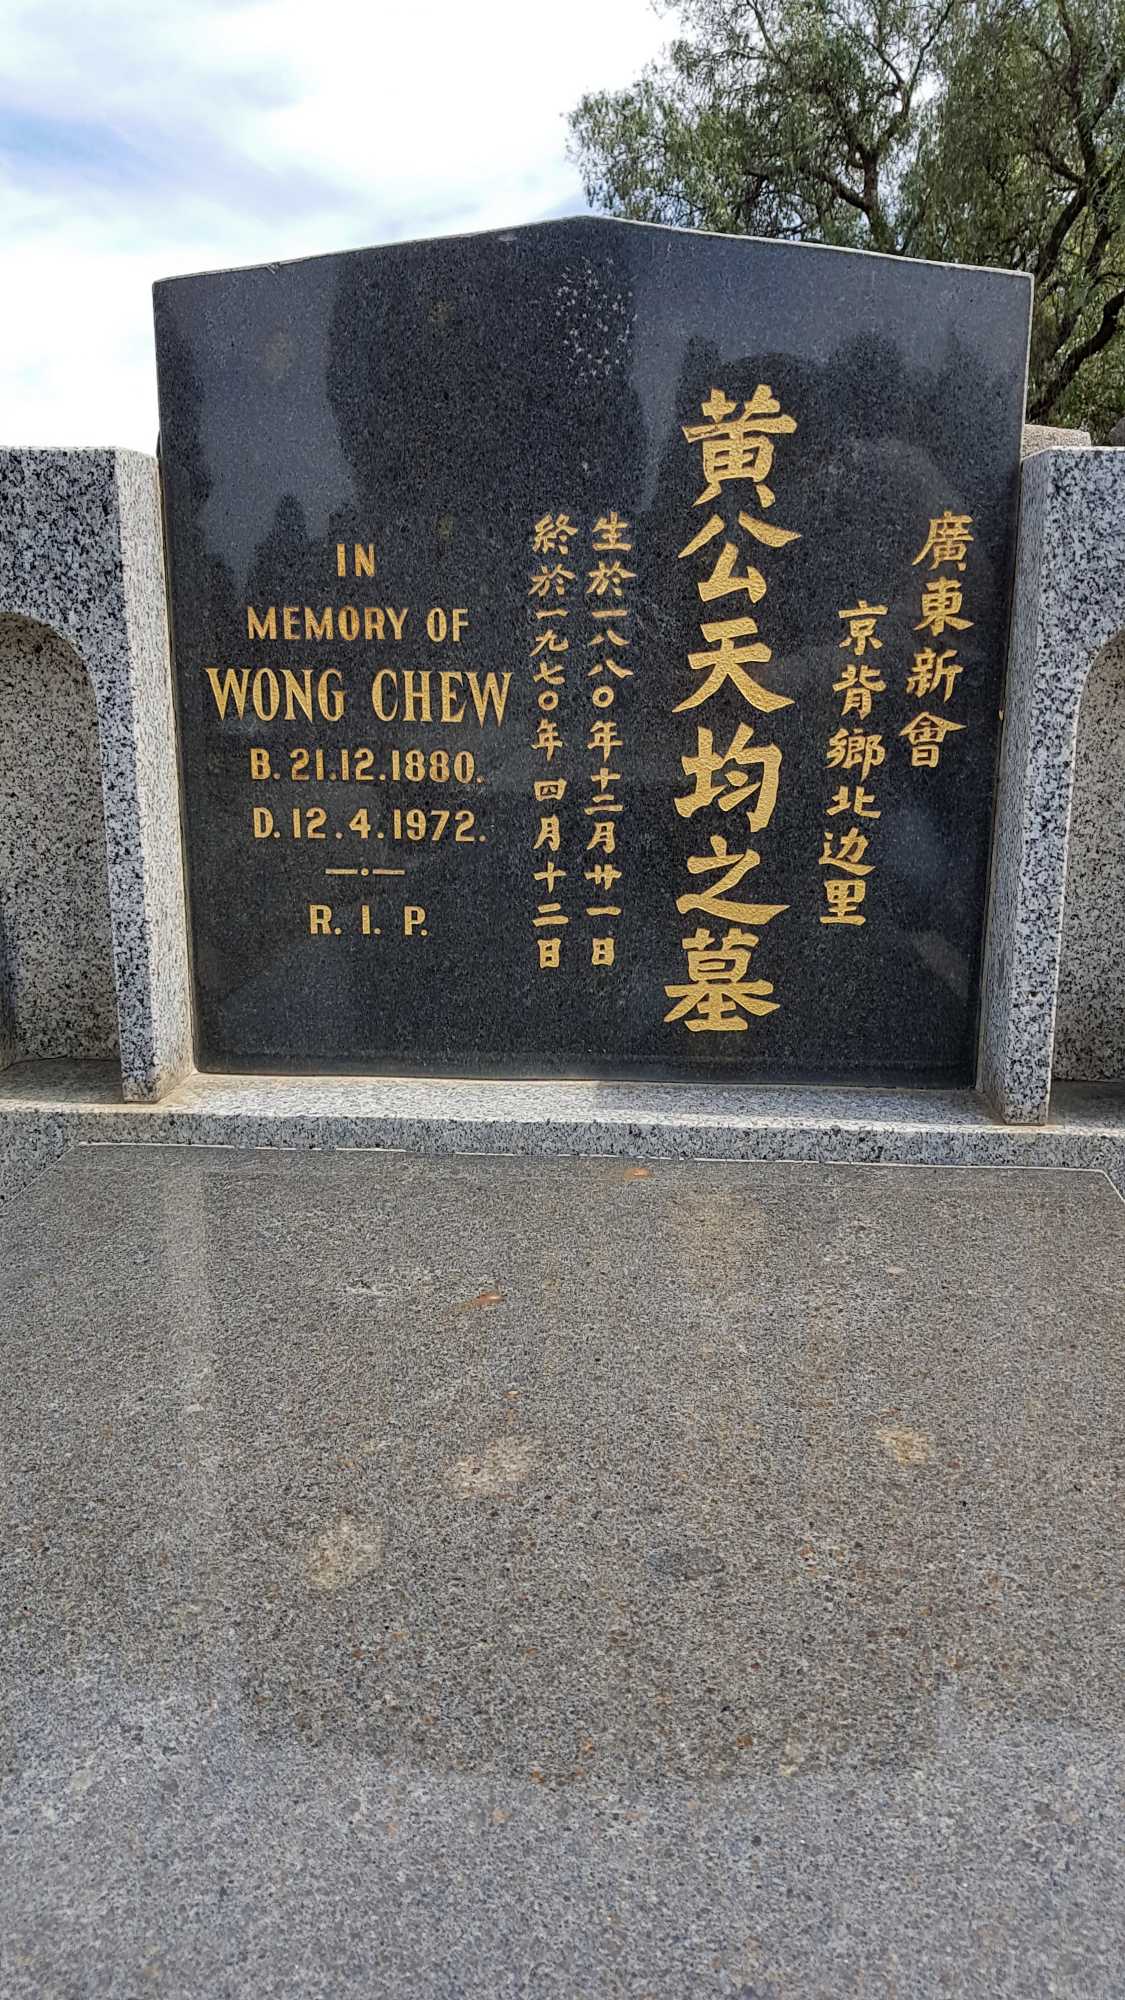 廣東新會
京背鄉北边里
黄公天均之墓
生於一八八〇年十二月廿一日
終於一九七〇年四月十二日
IN
MEMORY OF
WONG CHEW
B. 21.12.1880.
D. 12.4.1972.
R. I. P.